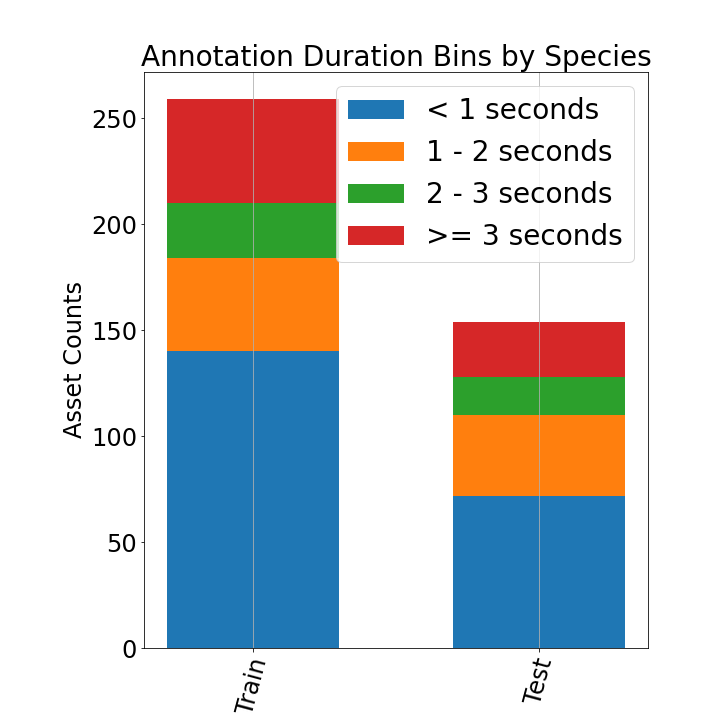 Annotation Duration Bins by Species
< 1 seconds
1 - 2 seconds
2 - 3 seconds
>= 3 seconds
Asset Counts
250
200
150
100
50
0
Train
Test